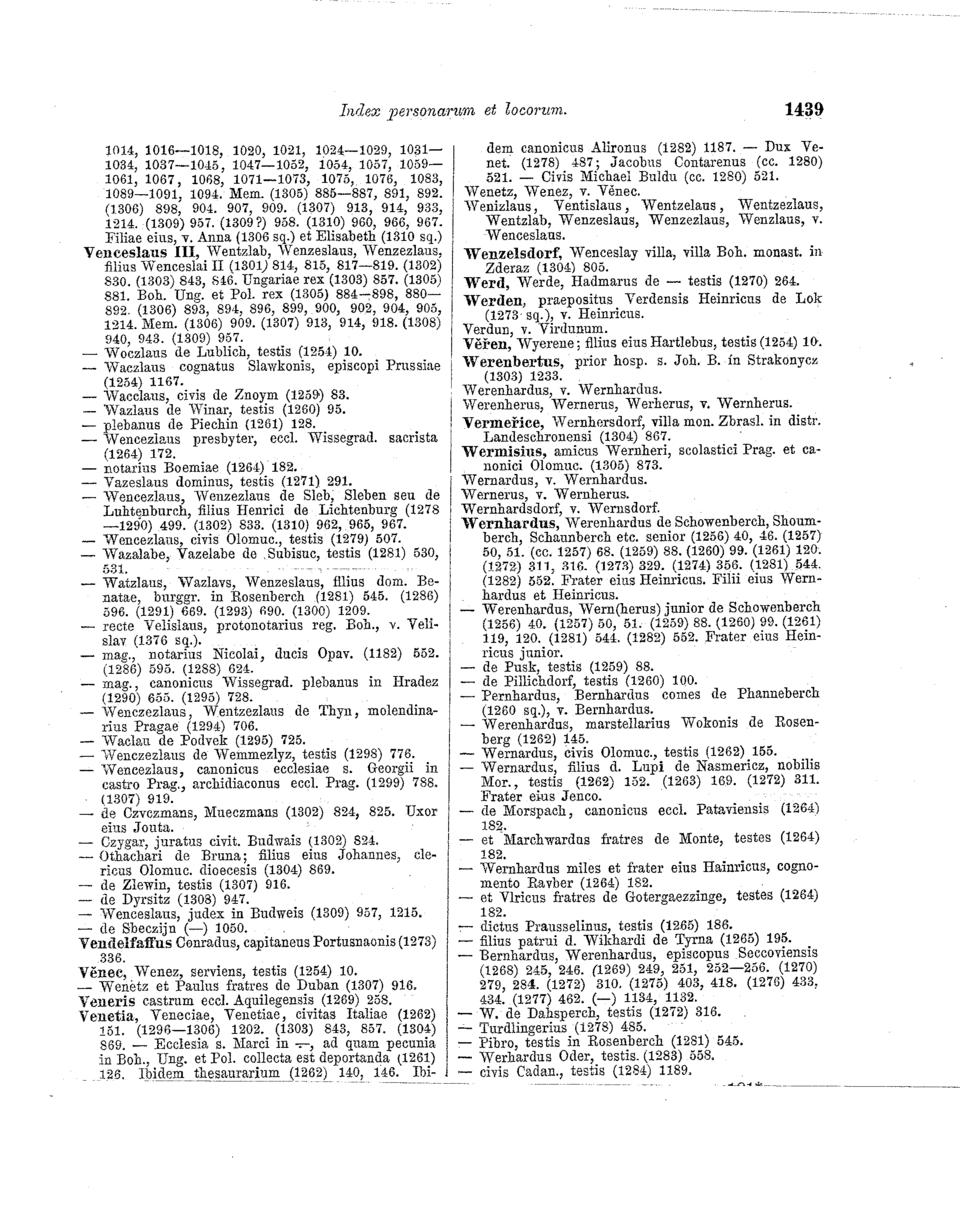 Index personarum et locorum.
1439
1014, 1016—1018, 1020, 1021, 1024—1029, 1031—
1034, 1037—1045, 1047—1052, 1054, 1057, 1059—
1061, 1067, 1068, 1071—1073, 1075, 1076, 1083,
1089—1091, 1094. Mem. (1305) 885—887, 891, 892.
(1306) 898, 904. 907, 909. (1307) 913, 914, 933,
1214. (1309) 957. (1309?) 958. (1310) 960, 966, 967.
Filiae eius, v. Anna (1306 sq.) et Elisabeth (1310 sq.)
Venceslaus III, Wentzlab, Wenzeslaus, Wenzezlaus,
filius Wenceslai II (1301) 814, 815, 817—819. (1302)
830. (1303) 843, 846. Ungariae rex (1303) 857. (1305)
881. Boh. Ung. et Pol. rex (1305) 884—898, 880—
892. (1306) 893, 894, 896, 899, 900, 902, 904, 905,
1214. Mem. (1306) 909. (1307) 913, 914, 918. (1308)
940, 943. (1309) 957.
— Woczlaus de Lublich, testis (1254) 10.
— Waczlaus cognatus Slawkonis, episcopi Prussiae
(1254) 1167.
— Wacclaus, civis de Znoym (1259) 83.
— Wazlaus de Winar, testis (1260) 95.
— plebanus de Piechin (1261) 128.
— Wencezlaus presbyter, eccl. Wissegrad. sacrista
(1264) 172.
— notarius Boemiae (1264) 182.
— Vazeslaus dominus, testis (1271) 291.
— Wencezlaus, Wenzezlaus de Sleb, Sleben seu de
Luhtenburch, filius Henrici de Lichtenburg (1278
—1290) 499. (1302) 833. (1310) 962, 965, 967.
— Wencezlaus, civis Olomuc., testis (1279) 507.
— Wazalabe, Vazelabe de Subisuc, testis (1281) 530,
531.
— Watzlaus, Wazlavs, Wenzeslaus, filius dom. Be-
natae, burggr. in Rosenberch (1281) 545. (1286)
596. (1291) 669. (1293) 690. (1300) 1209.
— recte Velislaus, protonotarius reg. Boh., v. Veli-
slav (1376 sq.).
— mag., notarius Nicolai, ducis Opav. (1182) 552.
(1286) 595. (1288) 624.
— mag., canonicus Wissegrad. plebanus in Hradez
(1290) 655. (1295) 728.
— Wenczezlaus, Wentzezlaus de Thyn, molendina-
rius Pragae (1294) 706.
— Waclau de Podvek (1295) 725.
— Wenczezlaus de Wemmezlyz, testis (1298) 776.
— Wencezlaus, canonicus ecclesiae s. Georgii in
castro Prag., archidiaconus eccl. Prag. (1299) 788.
(1307) 919.
— de Czvczmans, Mueczmans (1302) 824, 825. Uxor
eius Jouta.
— Czygar, juratus civit. Budwais (1302) 824.
— Othachari de Bruna; filius eius Johannes, cle-
ricus Olomuc. dioecesis (1304) 869.
— de Zlewin, testis (1307) 916.
— de Dyrsitz (1308) 947.
— Wenceslaus, judex in Budweis (1309) 957, 1215.
— de Sbeczijn (—) 1050.
Vendelfaffus Conradus, capitaneus Portusnaonis (1273)
336.
Věnec, Wenez, serviens, testis (1254) 10.
— Wenetz et Paulus fratres de Duban (1307) 916.
Veneris castrum eccl. Aquilegensis (1269) 258.
Venetia, Veneciae, Venetiae, civitas Italiae (1262)
151. (1296—1306) 1202. (1303) 843, 857. (1304)
869. — Ecclesia s. Marci in —, ad quam pecunia
in Boh., Ung. et Pol. collecta est deportanda (1261)
126. Ibidem thesaurarium (1262) 140, 146. Ibi-
dem canonicus Alironus (1282) 1187. — Dux Ve-
net. (1278) 487; Jacobus Contarenus (cc. 1280)
521. — Civis Michael Buldu (cc. 1280) 521.
Wenetz, Wenez, v. Věnec.
Wenizlaus, Ventislaus, Wentzelaus, Wentzezlaus,
Wentzlab, Wenzeslaus, Wenzezlaus, Wenzlaus, v.
Wenceslaus.
Wenzelsdorf, Wenceslay villa, villa Boh. monast. in
Zderaz (1304) 805.
Werd, Werde, Hadmarus de — testis (1270) 264.
Werden, praepositus Verdensis Heinricus de Lok
(1273 sq.), v. Heinricus.
Verdun, v. Virdunum.
Věřen, Wyerene; filius eius Hartlebus, testis (1254) 10.
Werenbertus, prior hosp. s. Joh. B. in Strakonycz
(1303) 1233.
Werenhardus, v. Wernhardus.
Werenherus, Wernerus, Werherus, v. Wernherus.
Vermeřice, Wernhersdorf, villa mon. Zbrasl. in distr.
Landeschronensi (1304) 867.
Wermisius, amicus Wernheri, scolastici Prag. et ca-
nonici Olomuc. (1305) 873.
Wernardus, v. Wernhardus.
Wernerus, v. Wernherus.
Wernhardsdorf, v. Wernsdorf.
Wernhardus, Werenhardus de Schowenberch, Shoum-
berch, Schaunberch etc. senior (1256) 40, 46. (1257)
50, 51. (cc. 1257) 68. (1259) 88. (1260) 99. (1261) 120.
(1272) 311, 316. (1273) 329. (1274) 356. (1281) 544.
(1282) 552. Frater eius Heinricus. Filii eius Wern-
hardus et Heinricus.
— Werenhardus, Wern(herus) junior de Schowenberch
(1256) 40. (1257) 50, 51. (1259) 88. (1260) 99. (1261)
119, 120. (1281) 544. (1282) 552. Frater eius Hein-
ricus junior.
— de Pusk, testis (1259) 88.
— de Pillichdorf, testis (1260) 100.
— Pernhardus, Bernhardus comes de Phanneberch
(1260 sq.), v. Bernhardus.
— Werenhardus, marstellarius Wokonis de Rosen-
berg (1262) 145.
— Wernardus, civis Olomuc., testis (1262) 155.
— Wernardus, filius d. Lupi de Nasmericz, nobilis
Mor., testis (1262) 152. (1263) 169. (1272) 311.
Frater eius Jenco.
— de Morspach, canonicus eccl. Pataviensis (1264)
182.
— et Marchwardus fratres de Monte, testes (1264)
182.
— Wernhardus miles et frater eius Hainricus, cogno-
mento Rayber (1264) 182.
— et Vlricus fratres de Gotergaezzinge, testes (1264)
182.
— dictus Prausselinus, testis (1265) 186.
— filius patrui d. Wikhardi de Tyrna (1265) 195.
— Bernhardus, Werenhardus, episcopus Seccoviensis
(1268) 245, 246. (1269) 249, 251, 252—256. (1270)
279, 284. (1272) 310. (1275) 403, 418. (1276) 433,
434. (1277) 462. (—) 1134, 1132.
— W. de Dahsperch, testis (1272) 316.
— Turdlingerius (1278) 485.
— Pibro, testis in Rosenberch (1281) 545.
— Werhardus Oder, testis. (1283) 558.
— civis Cadan., testis (1284) 1189.